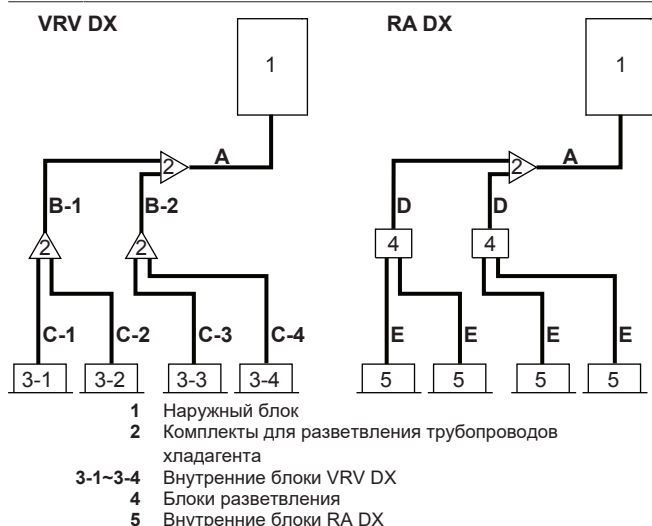 VRV DX
RA DX
1
1
2
A
2
A
B-1
B-2
D
D
2
2
4
4
C-1
C-2
C-3
C-4
E
E
E
E
3-1
3-2
3-3
3-4
5
5
5
5
1 Наружный блок
2 Комплекты для разветвления трубопроводов
хладагента
3-1~3-4 Внутренние блоки VRV DX
4 Блоки разветвления
5 Внутренние блоки RA DX